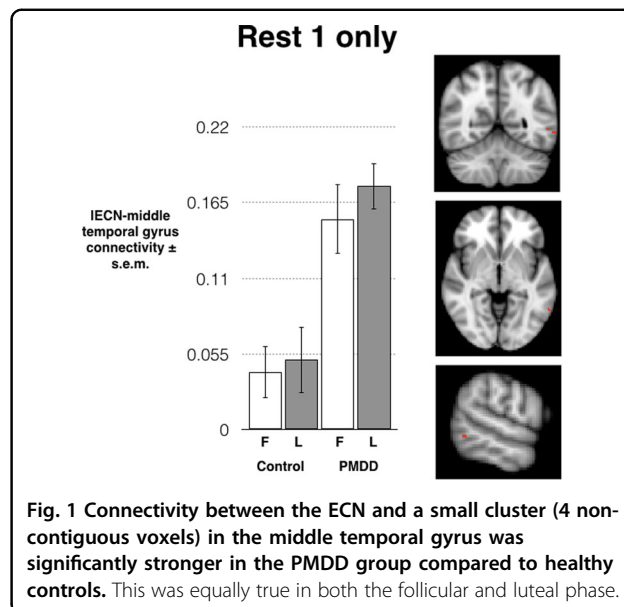 Rest 1 only
0.22
0.165
lECN-middle
temporal gyrus
connectivity ±
s.e.m.
0.11
0.055
0
F L F L
Control PMDD
Fig. 1 Connectivity between the ECN and a small cluster (4 non-
contiguous voxels) in the middle temporal gyrus was
significantly stronger in the PMDD group compared to healthy
controls. This was equally true in both the follicular and luteal phase.